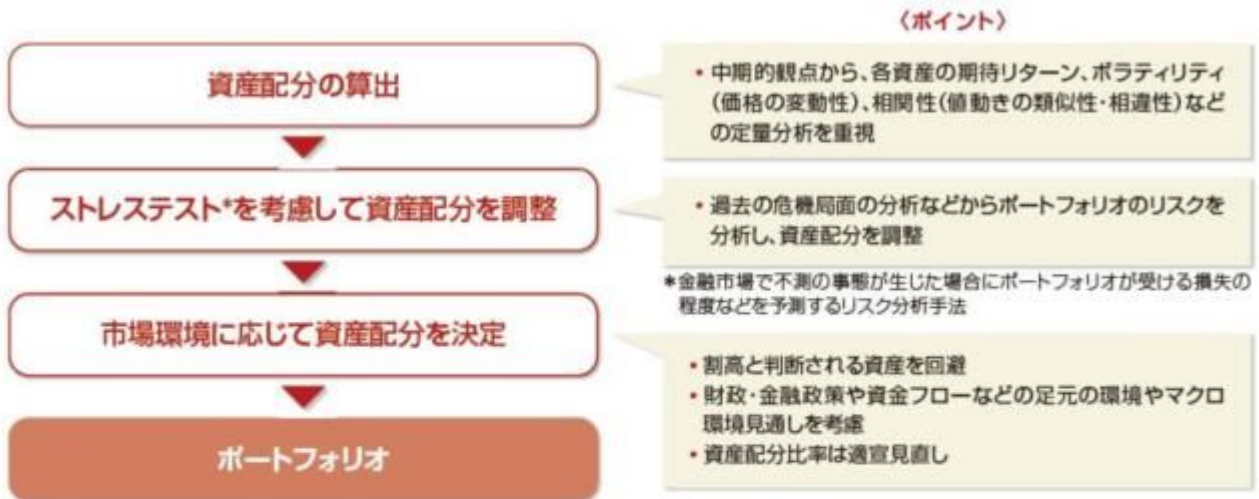 〈ポイント〉
資産配分の算出
• 中期的観点から、各資産の期待リターン、ボラティリティ
(価格の変動性)、相関性(値動きの類似性・相違性)など
の定量分析を重視
ストレステスト*を考慮して資産配分を調整
• 過去の危機局面の分析などからポートフォリオのリスクを
分析し、資産配分を調整
*金融市場で不測の事態が生じた場合にポートフォリオが受ける損失の
程度などを予測するリスク分析手法
市場環境に応じて資産配分を決定
• 割高と判断される資産を回避
• 財政・金融政策や資金フローなどの足元の環境やマクロ
環境見通しを考慮
• 資産配分比率は適宜見直し
ポートフォリオ